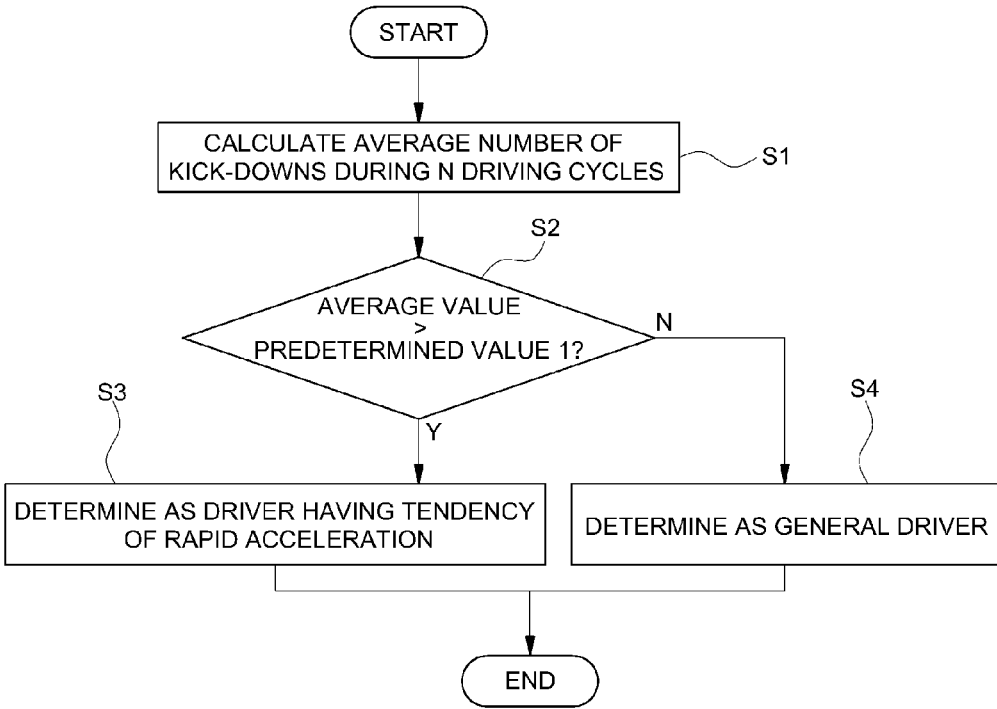 START
CALCULATE AVERAGE NUMBER OF
KICK-DOWNS DURING N DRIVING CYCLES
S1
S2
AVERAGE VALUE
>
PREDETERMINED VALUE 1?
N
Y
S3
S4
DETERMINE AS DRIVER HAVING TENDENCY
OF RAPID ACCELERATION
DETERMINE AS GENERAL DRIVER
END